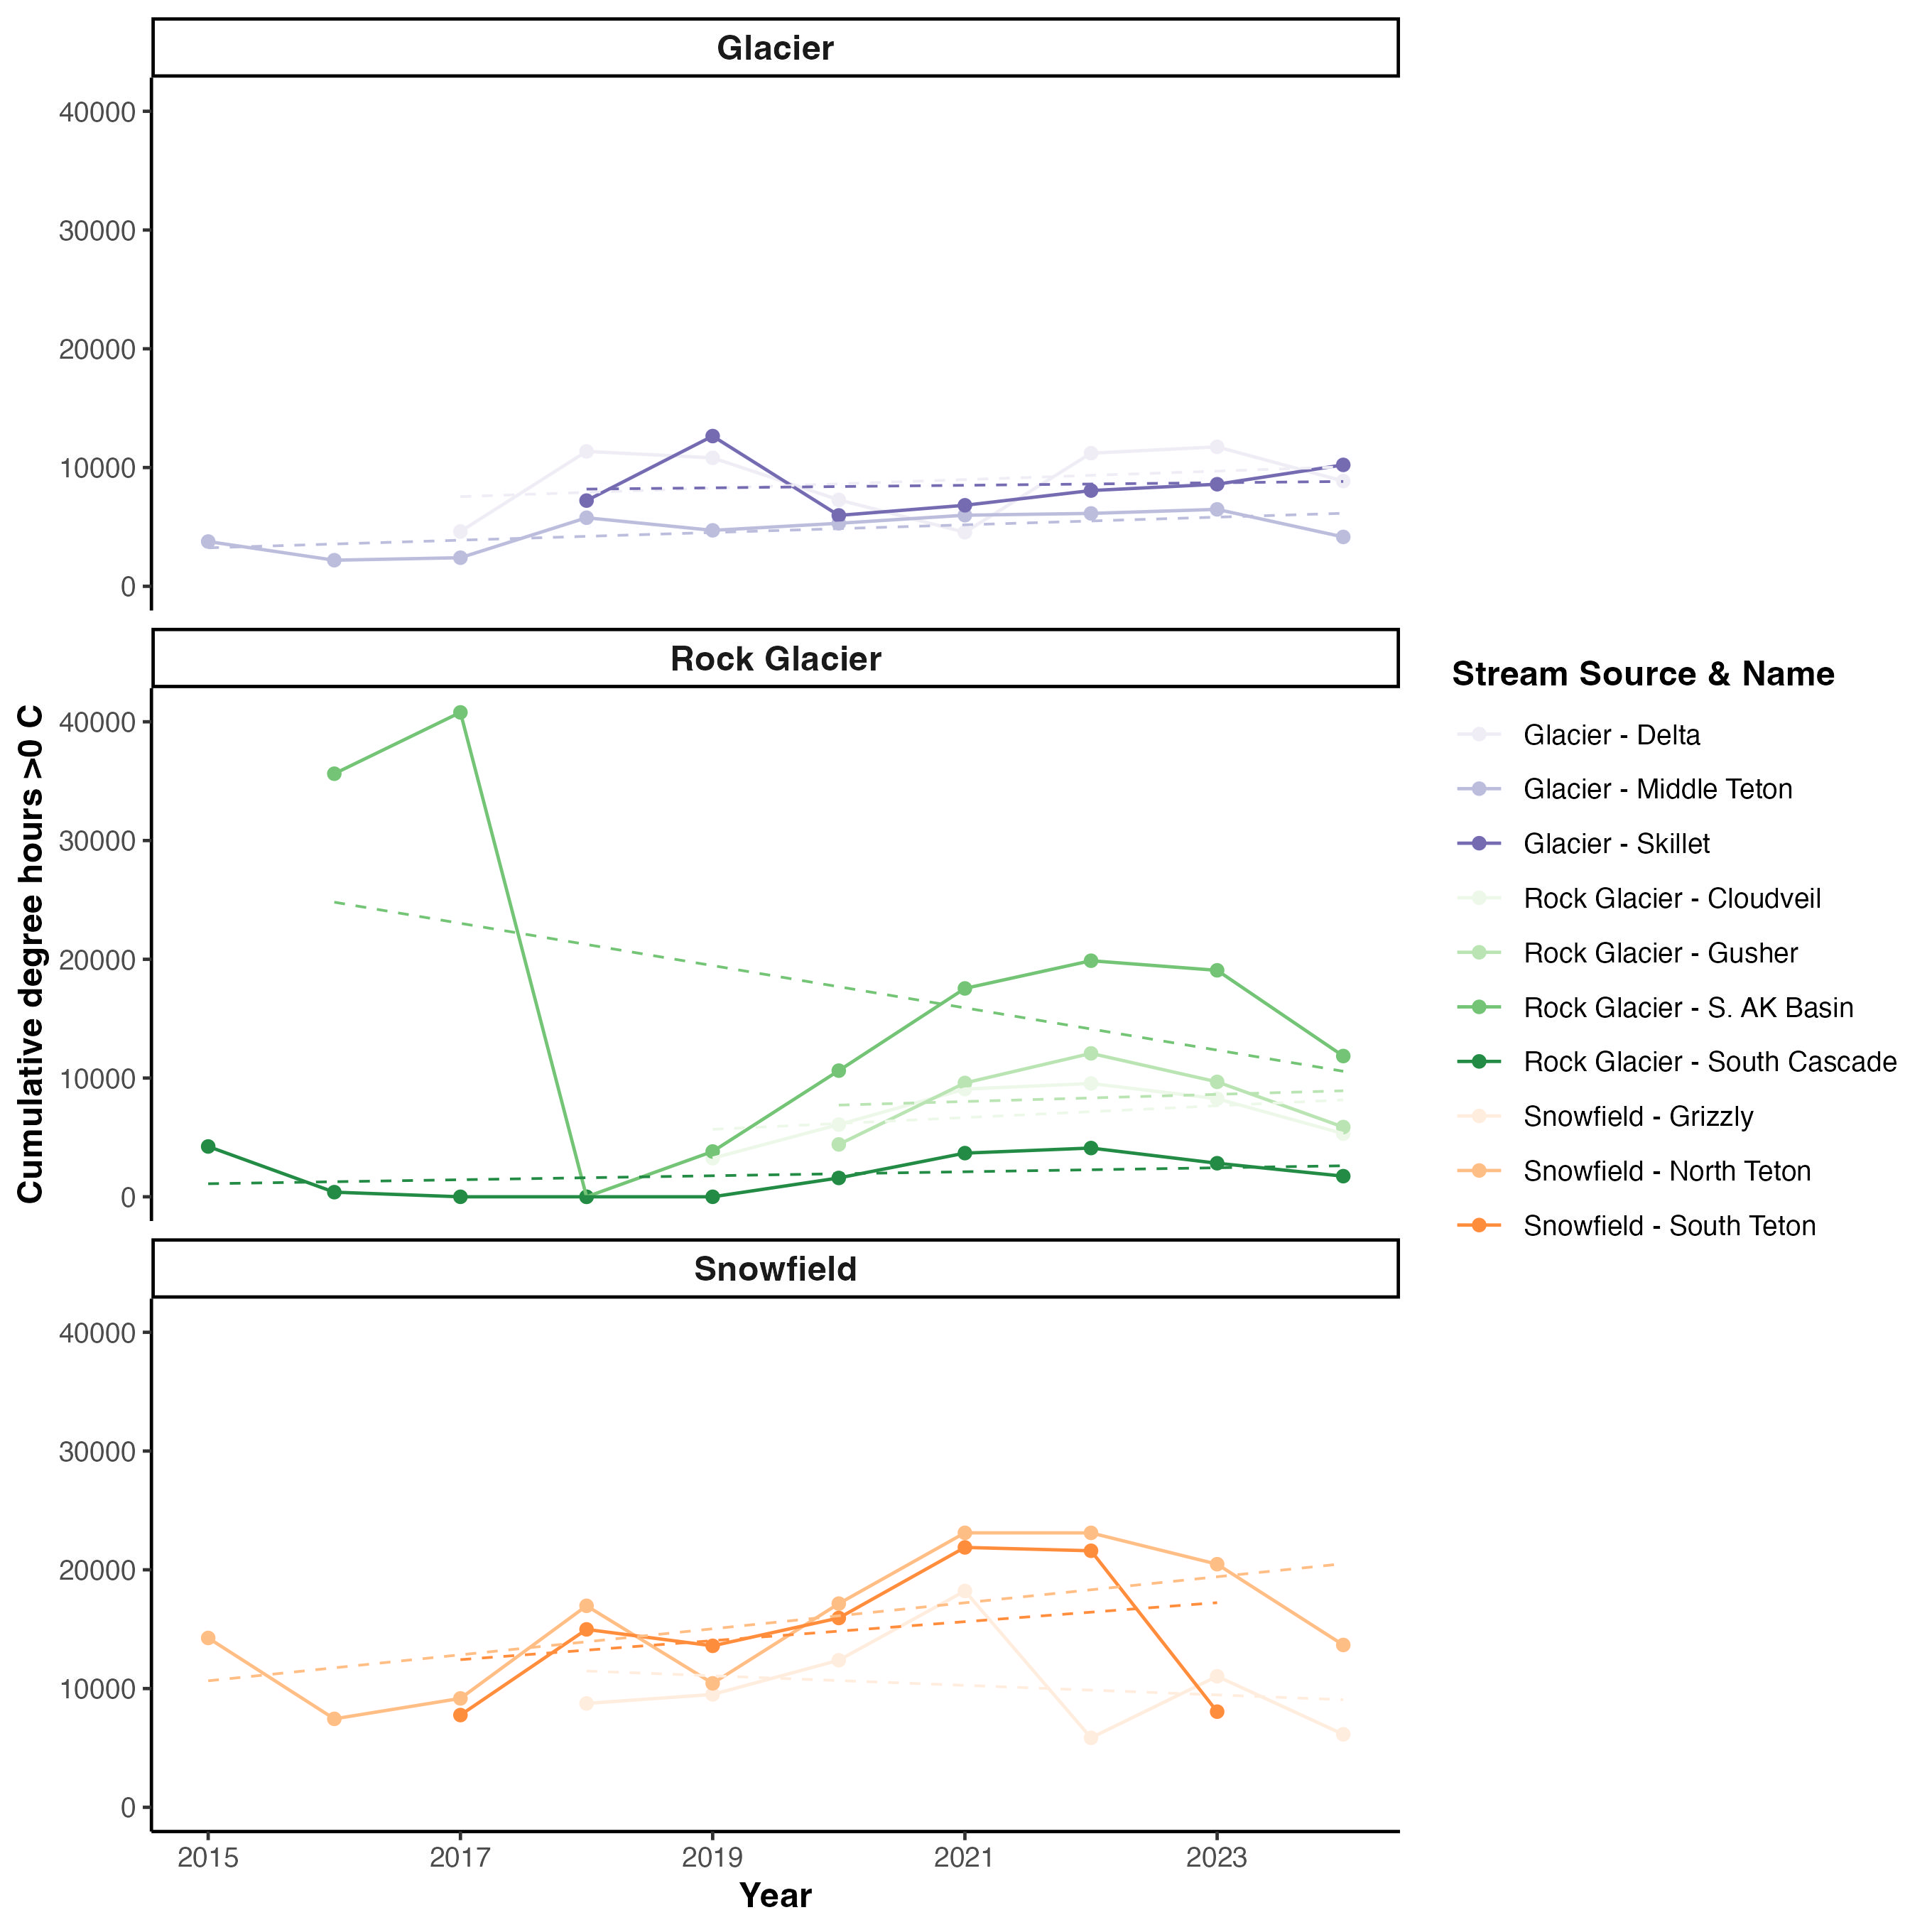 Glacier
40000
30000
20000
10000
0
Rock Glacier
40000
30000
20000
10000
0
Snowfield
40000
30000
20000
10000
0
2015 2017 2019 2021 2023
Year
Cumulative degree hours >0 C
Stream Source & Name
Glacier - Delta
Glacier - Middle Teton
Glacier - Skillet
Rock Glacier - Cloudveil
Rock Glacier - Gusher
Rock Glacier - S. AK Basin
Rock Glacier - South Cascade
Snowfield - Grizzly
Snowfield - North Teton
Snowfield - South Teton